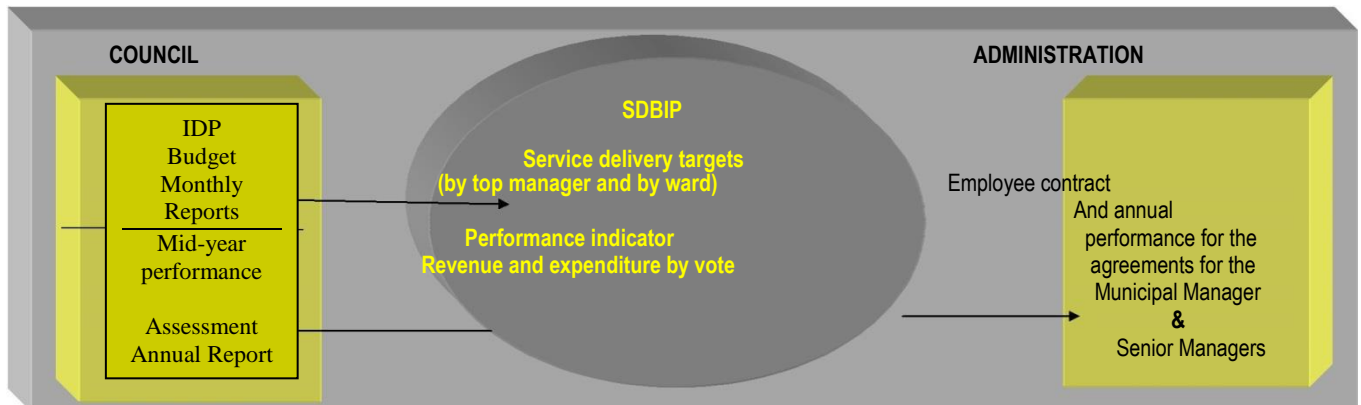 COUNCIL
IDP
Budget
Monthly
Reports
Mid-year
performance
Assessment
Annual Report
SDBIP
Service delivery targets
(by top manager and by ward)
Performance indicator
Revenue and expenditure by vote
ADMINISTRATION
Employee contract
And annual
performance for the
agreements for the
Municipal Manager
&
Senior Managers